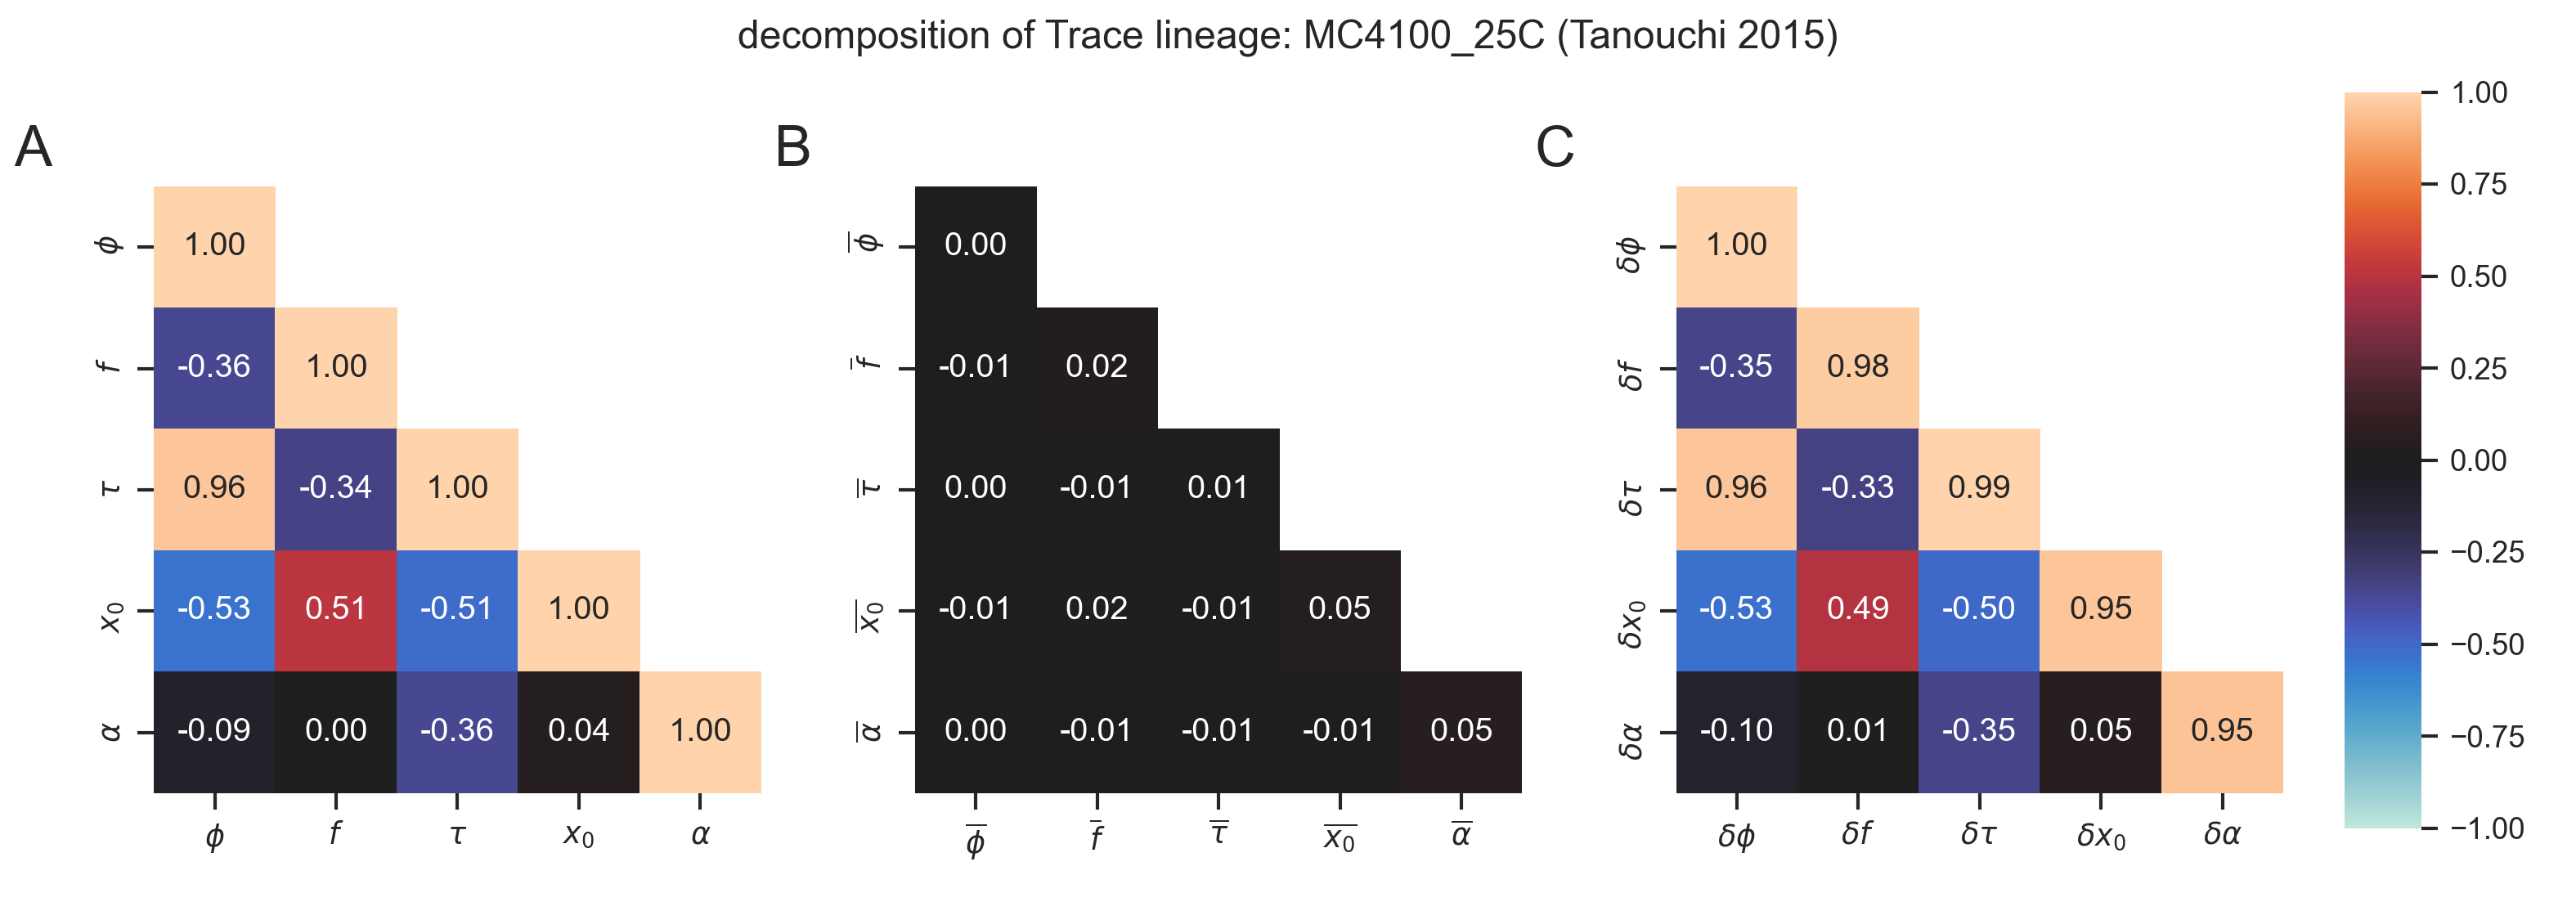 decomposition of Trace lineage: MC4100_25C (Tanouchi 2015)
A
ϕ 1.00
f -0.36 1.00
τ 0.96 -0.34 1.00
x₀ -0.53 0.51 -0.51 1.00
α -0.09 0.00 -0.36 0.04 1.00
ϕ f τ x₀ α
B
ϕ̅ 0.00
f̅ -0.01 0.02
τ̅ 0.00 -0.01 0.01
x̅₀̅ -0.01 0.02 -0.01 0.05
α̅ 0.00 -0.01 -0.01 -0.01 0.05
ϕ̅ f̅ τ̅ x̅₀̅ α̅
C
δϕ 1.00
δf -0.35 0.98
δτ 0.96 -0.33 0.99
δx₀ -0.53 0.49 -0.50 0.95
δα -0.10 0.01 -0.35 0.05 0.95
δϕ δf δτ δx₀ δα
1.00
0.75
0.50
0.25
0.00
−0.25
−0.50
−0.75
−1.00